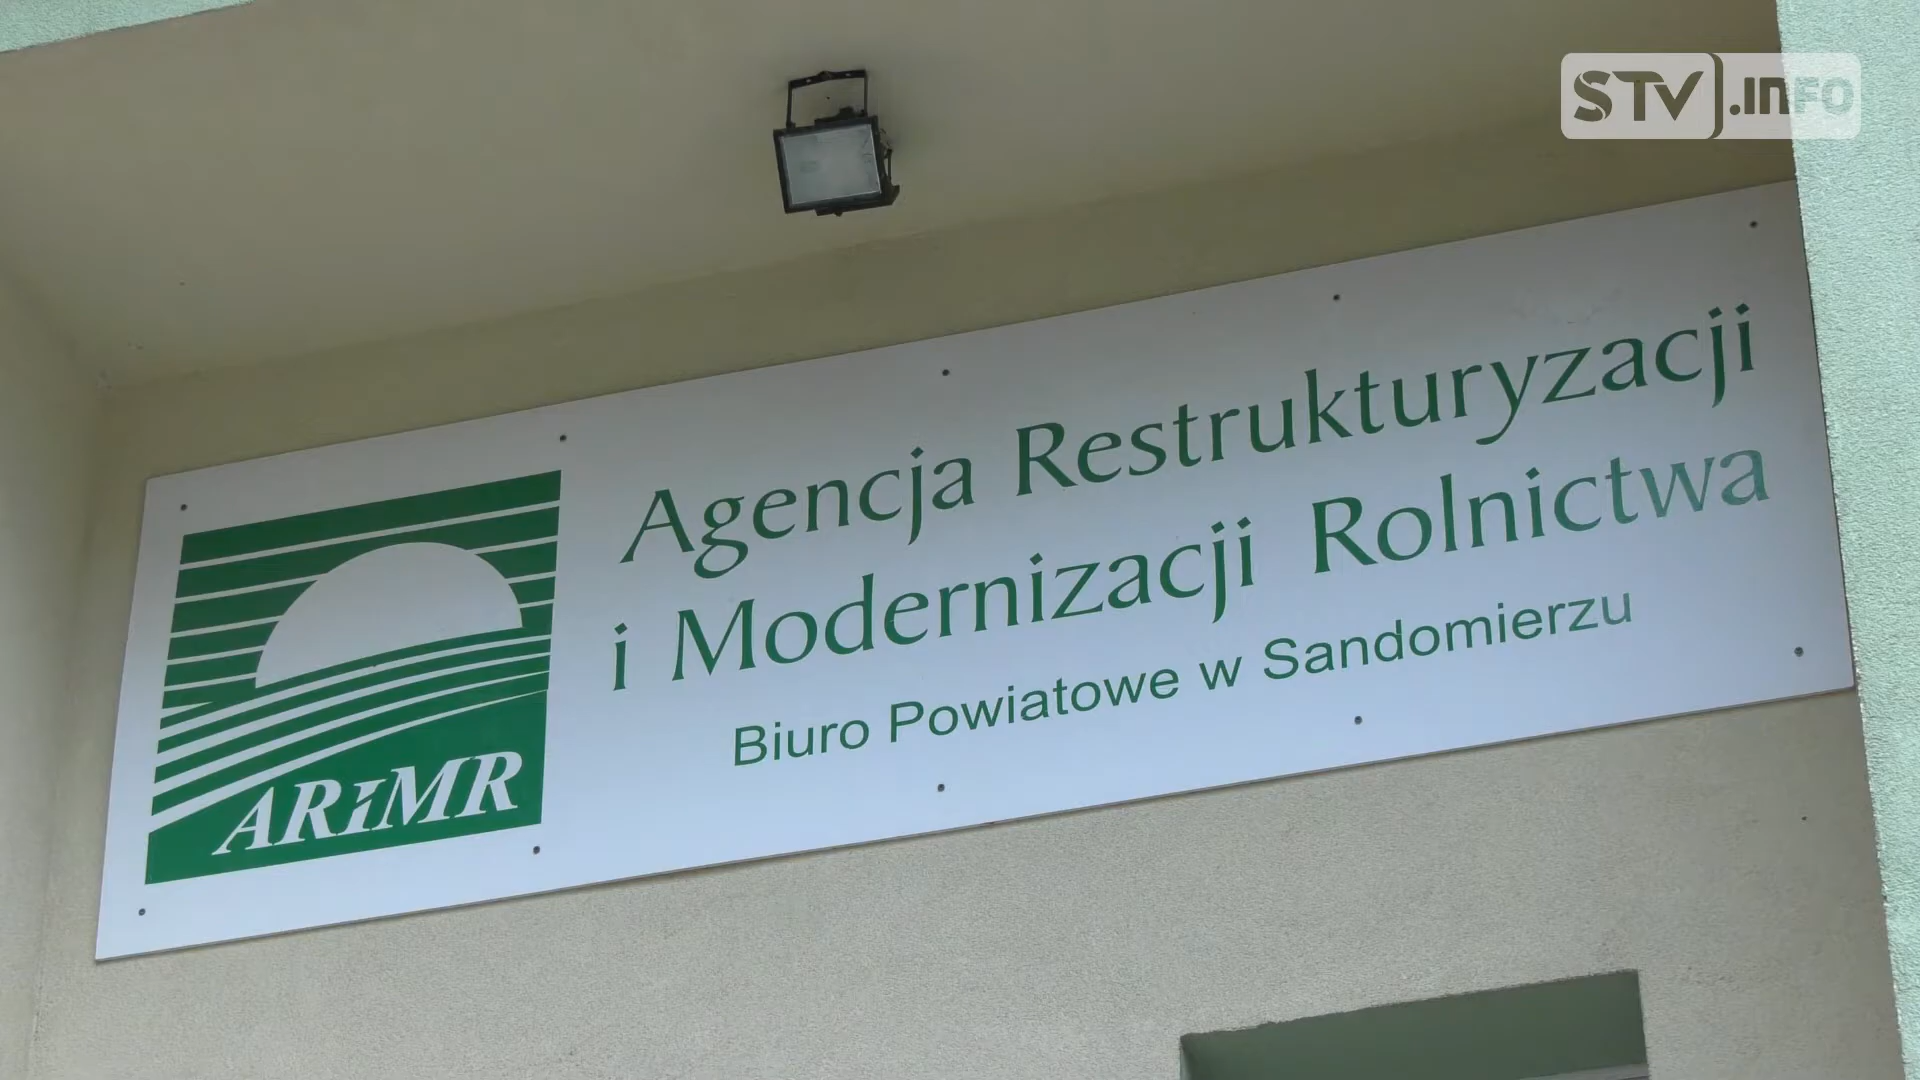 STV.INFO
Agencja Restrukturyzacji
i Modernizacji Rolnictwa
Biuro Powiatowe w Sandomierzu
ARiMR